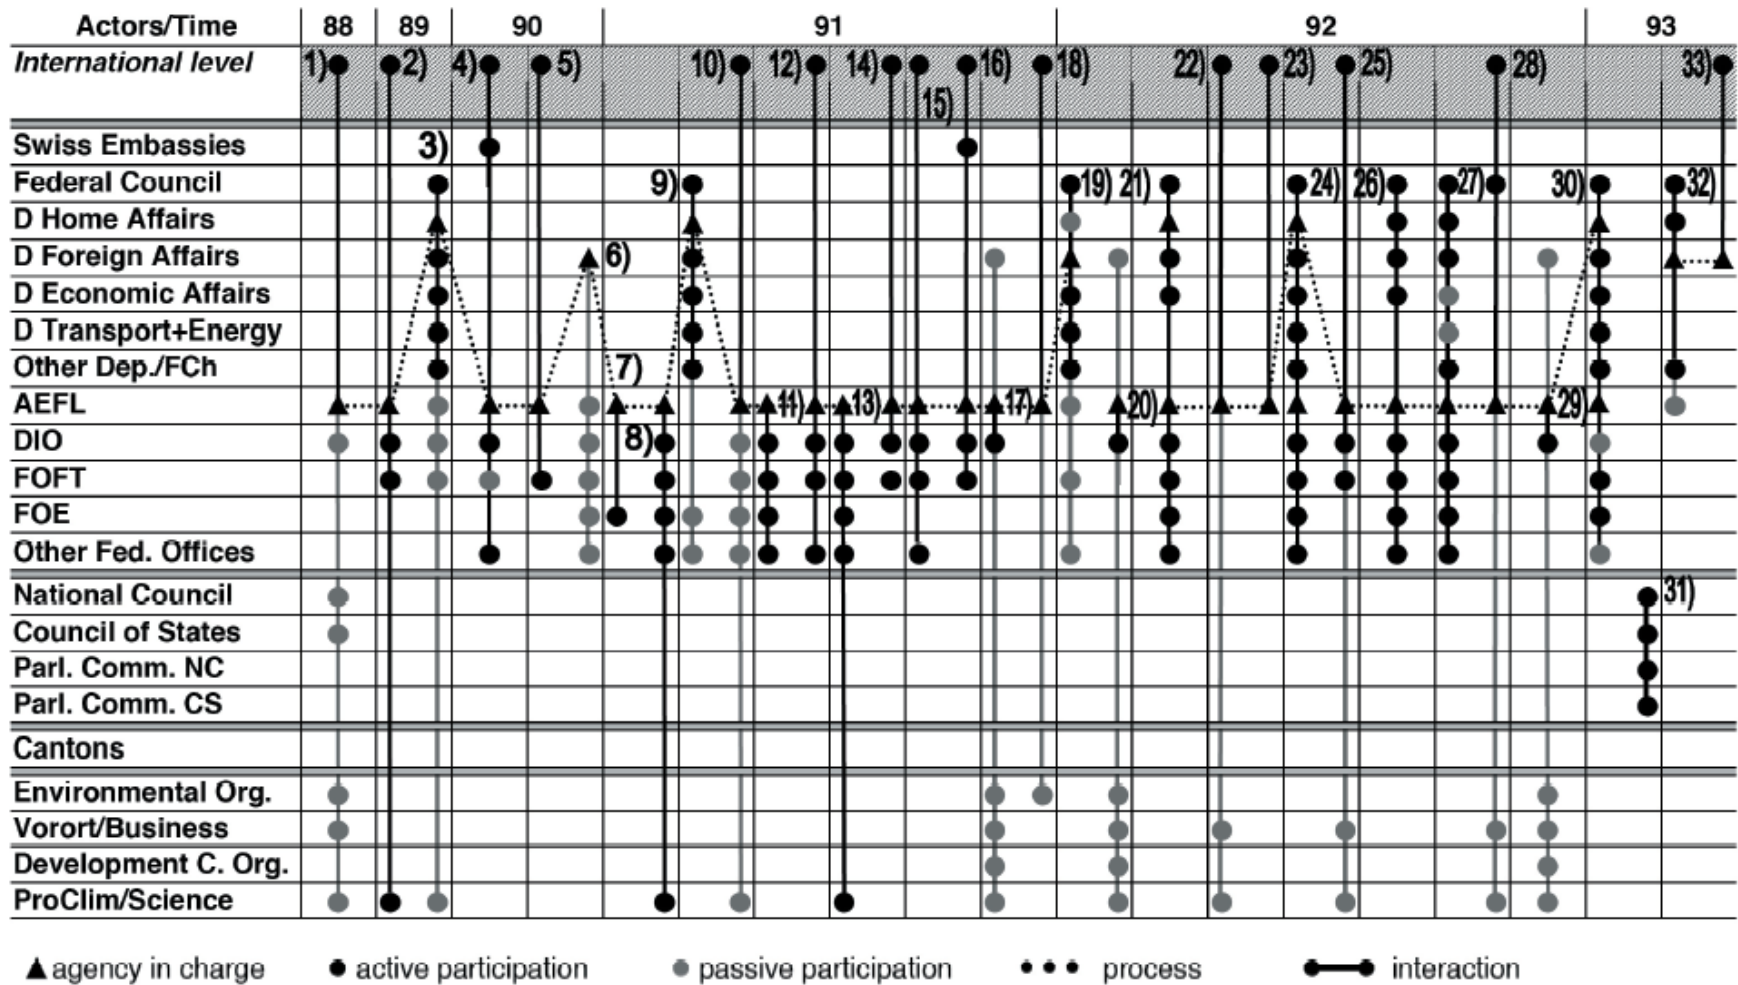 Actors/Time 88 89 90 91 92 93
International level 1) 2) 4) 5) 10) 12) 14) 16) 18) 22) 23) 25) 28) 33)
15)
Swiss Embassies 3)
Federal Council 9) 19) 21) 24) 26) 27) 30) 32)
D Home Affairs
D Foreign Affairs 6)
D Economic Affairs
D Transport+Energy
Other Dep./FCh 7)
AEFL 11) 13) 17) 20) 29)
DIO 8)
FOFT
FOE
Other Fed. Offices
National Council 31)
Council of States
Parl. Comm. NC
Parl. Comm. CS
Cantons
Environmental Org.
Vorort/Business
Development C. Org.
ProClim/Science
agency in charge active participation passive participation process interaction